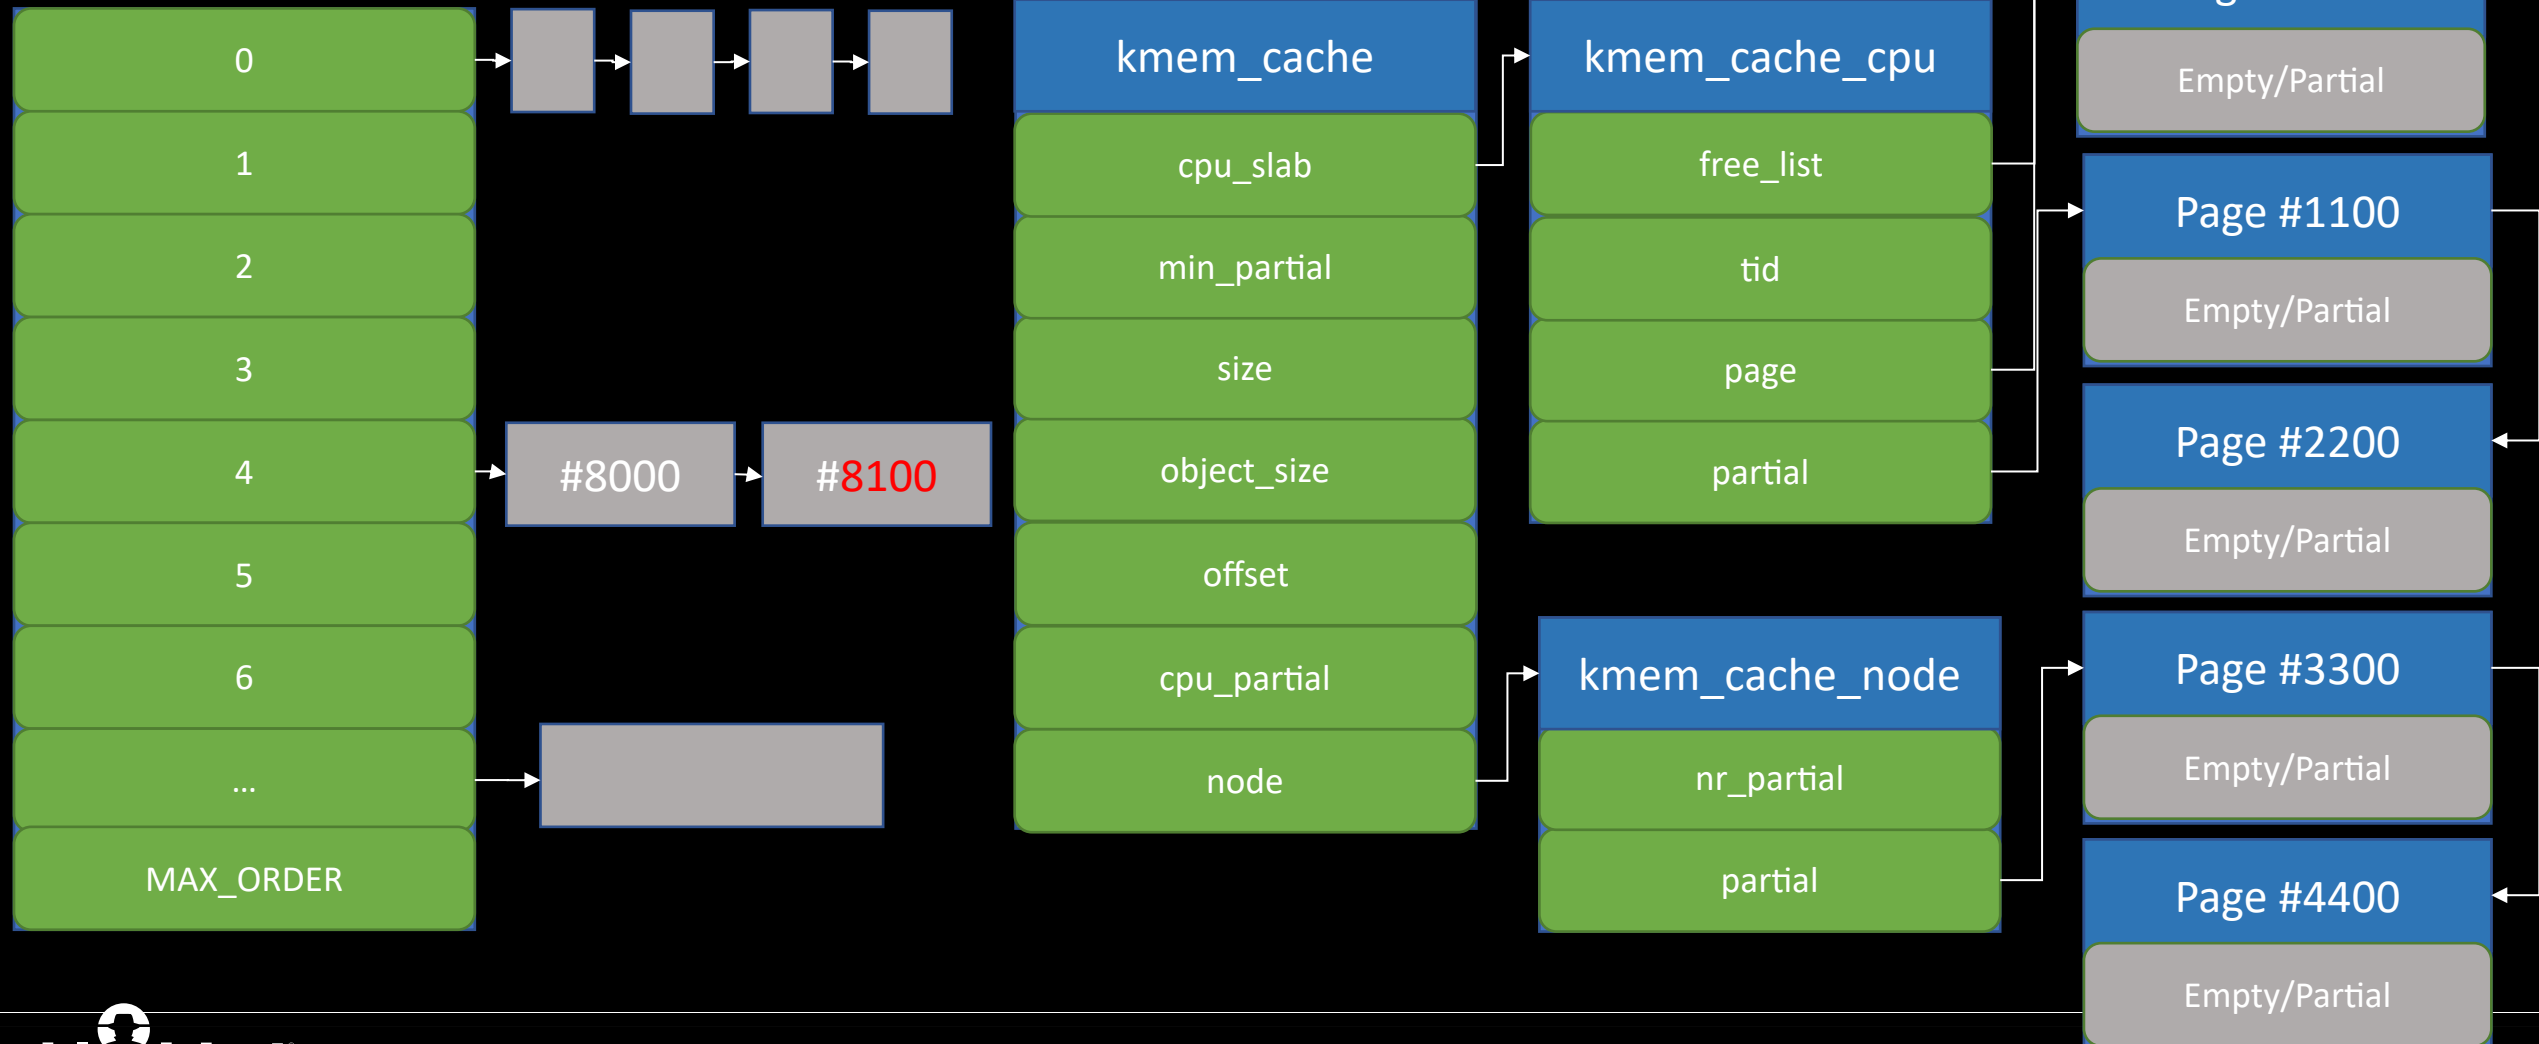 0
1
2
3
4
5
6
...
MAX_ORDER
#8000
#8100
kmem_cache
cpu_slab
min_partial
size
object_size
offset
cpu_partial
node
kmem_cache_cpu
free_list
tid
page
partial
kmem_cache_node
nr_partial
partial
Empty/Partial
Page #1100
Empty/Partial
Page #2200
Empty/Partial
Page #3300
Empty/Partial
Page #4400
Empty/Partial